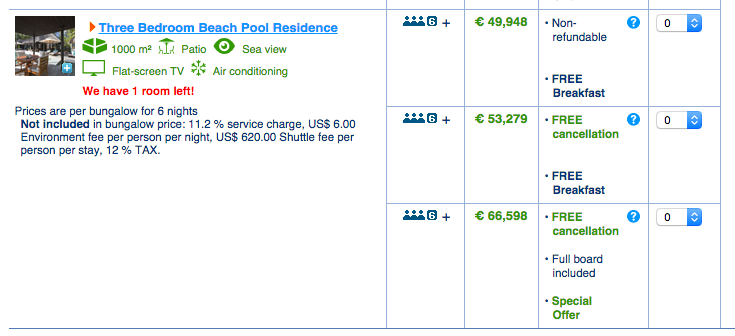 Three Bedroom Beach Pool Residence
1000 m² Patio Sea view
Flat-screen TV Air conditioning
We have 1 room left!
Prices are per bungalow for 6 nights
Not included in bungalow price: 11.2 % service charge, US$ 6.00
Environment fee per person per night, US$ 620.00 Shuttle fee per
person per stay, 12 % TAX.
6 + € 49,948 • Non- ? 0
refundable
• FREE
Breakfast
6 + € 53,279 • FREE ? 0
cancellation
• FREE
Breakfast
6 + € 66,598 • FREE ? 0
cancellation
• Full board
included
• Special
Offer